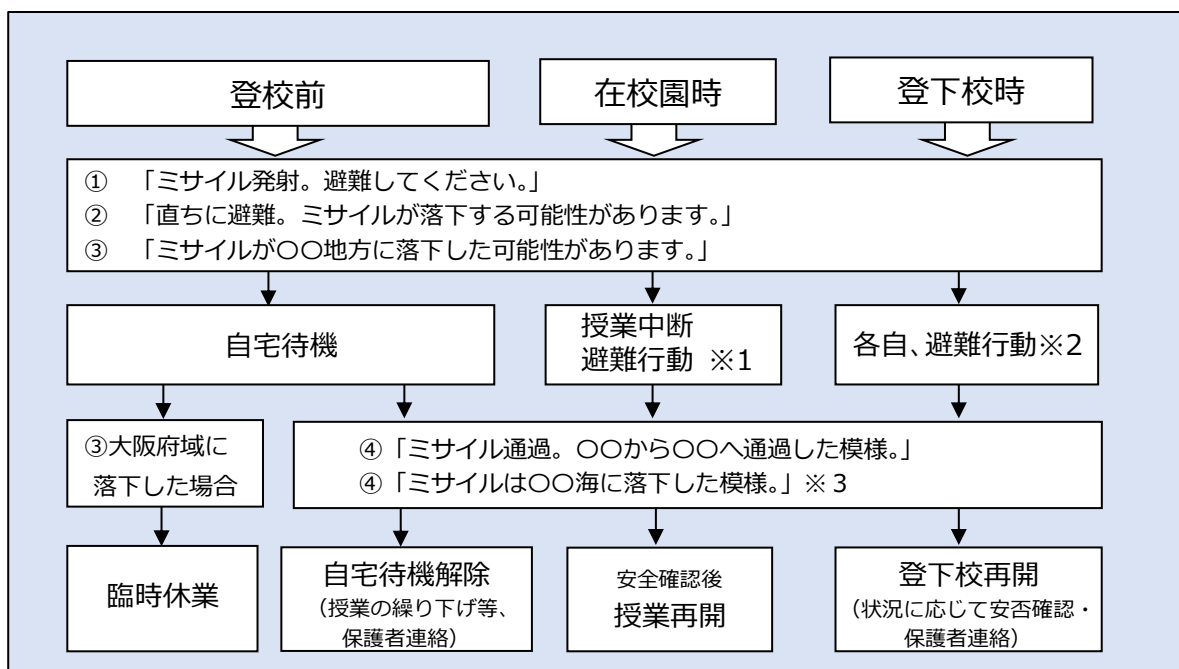 登校前
在校園時
登下校時
① 「ミサイル発射。避難してください。」
② 「直ちに避難。ミサイルが落下する可能性があります。」
③ 「ミサイルが〇〇地方に落下した可能性があります。」
自宅待機
授業中断
避難行動 ※1
各自、避難行動※2
③大阪府域に
落下した場合
④「ミサイル通過。〇〇から〇〇へ通過した模様。」
④「ミサイルは〇〇海に落下した模様。」※３
臨時休業
自宅待機解除
（授業の繰り下げ等、
保護者連絡）
安全確認後
授業再開
登下校再開
（状況に応じて安否確認・
保護者連絡）